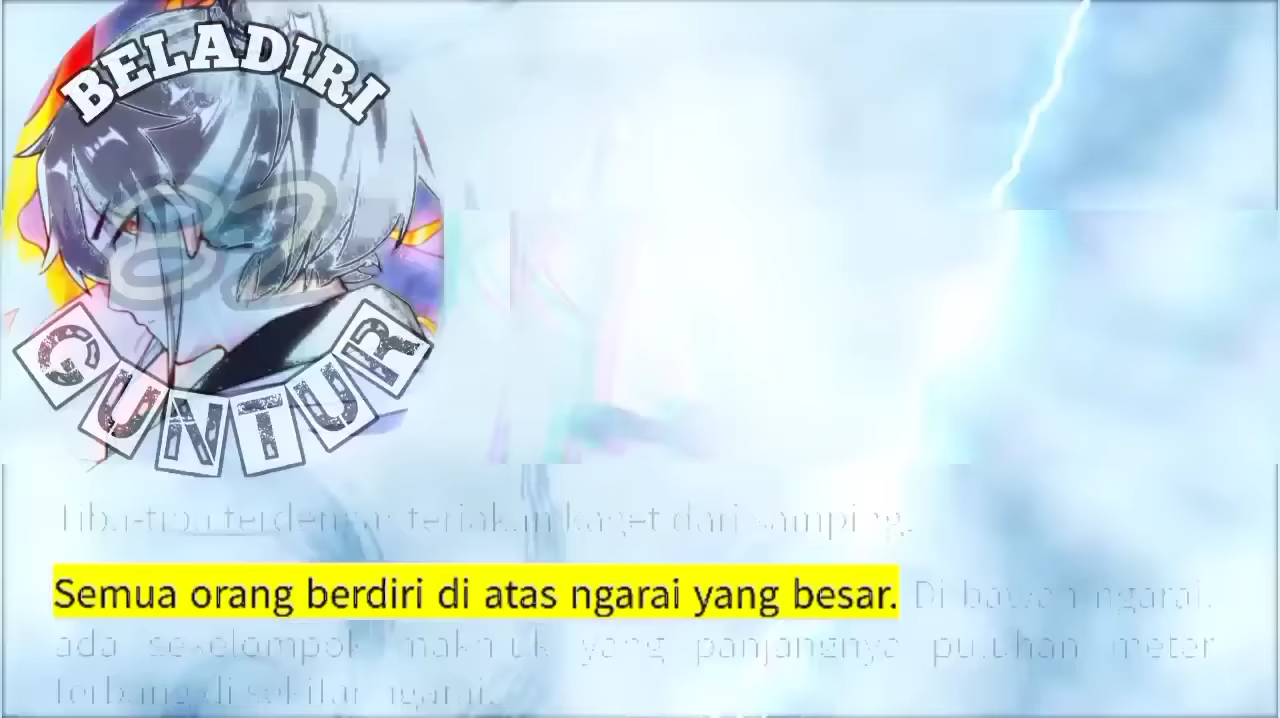 BELADIRI
82
GUNTUR
Tiba-tiba terdengar teriakan kaget dari samping.
Semua orang berdiri di atas ngarai yang besar. Di bawah ngarai,
ada sekelompok makhluk yang panjangnya puluhan meter
terbang di sekitar ngarai.